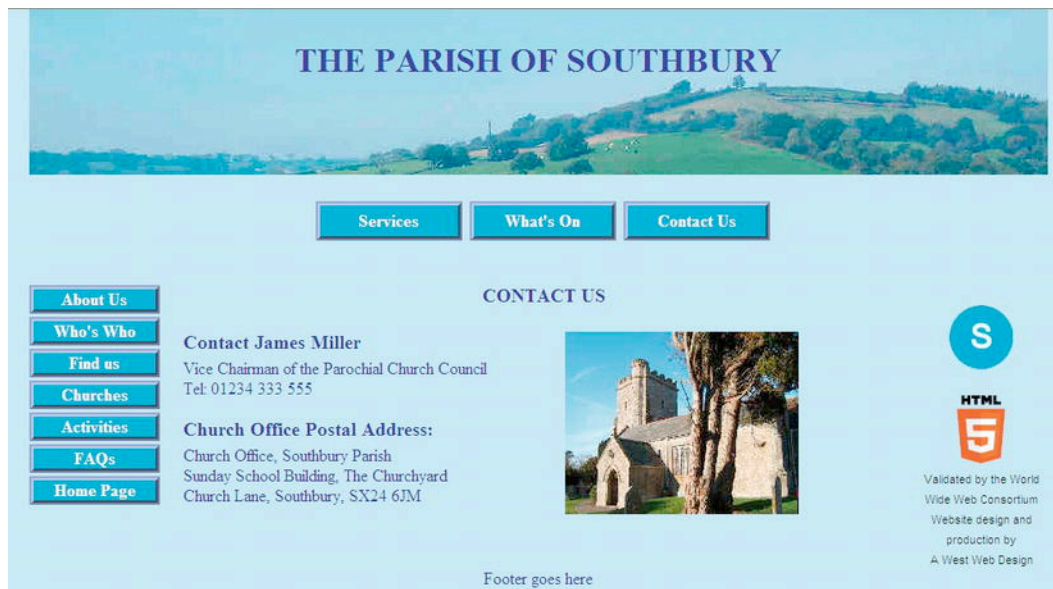 THE PARISH OF SOUTHBURY
Services
What's On
Contact Us
About Us
Who's Who
Find us
Churches
Activities
FAQs
Home Page
CONTACT US
Contact James Miller
Vice Chairman of the Parochial Church Council
Tel: 01234 333 555
Church Office Postal Address:
Church Office, Southbury Parish
Sunday School Building, The Churchyard
Church Lane, Southbury, SX24 6JM
S
HTML
5
Validated by the World
Wide Web Consortium
Website design and
production by
A West Web Design
Footer goes here